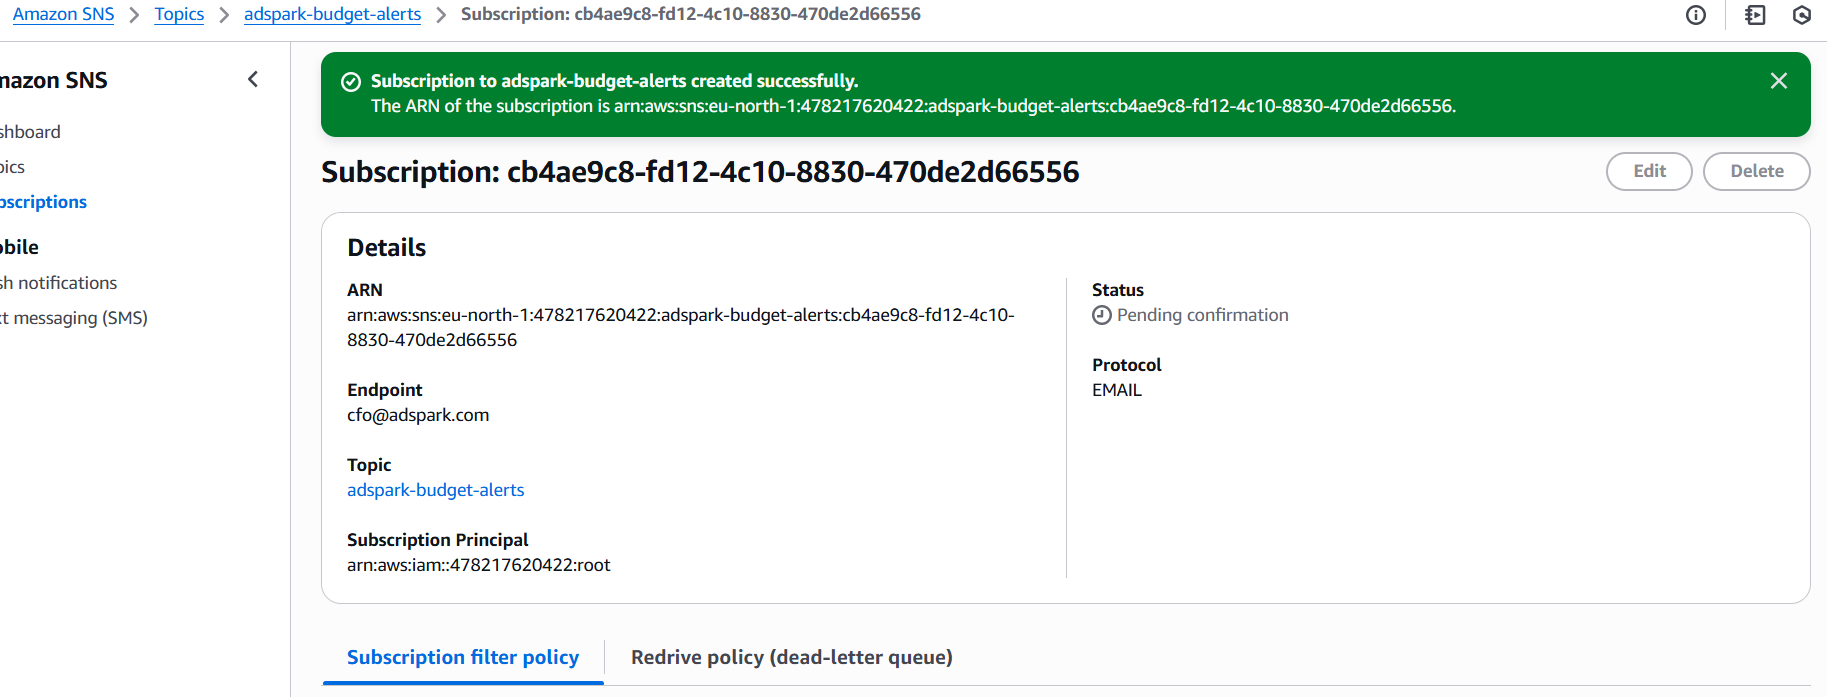 Amazon SNS > Topics > adspark-budget-alerts > Subscription: cb4ae9c8-fd12-4c10-8830-470de2d66556
mazon SNS
shboard
pics
bscriptions
obile
sh notifications
xt messaging (SMS)
Subscription to adspark-budget-alerts created successfully.
The ARN of the subscription is arn:aws:sns:eu-north-1:478217620422:adspark-budget-alerts:cb4ae9c8-fd12-4c10-8830-470de2d66556.
Subscription: cb4ae9c8-fd12-4c10-8830-470de2d66556
Edit
Delete
Details
ARN
arn:aws:sns:eu-north-1:478217620422:adspark-budget-alerts:cb4ae9c8-fd12-4c10-
8830-470de2d66556
Endpoint
cfo@adspark.com
Topic
adspark-budget-alerts
Subscription Principal
arn:aws:iam::478217620422:root
Status
Pending confirmation
Protocol
EMAIL
Subscription filter policy
Redrive policy (dead-letter queue)